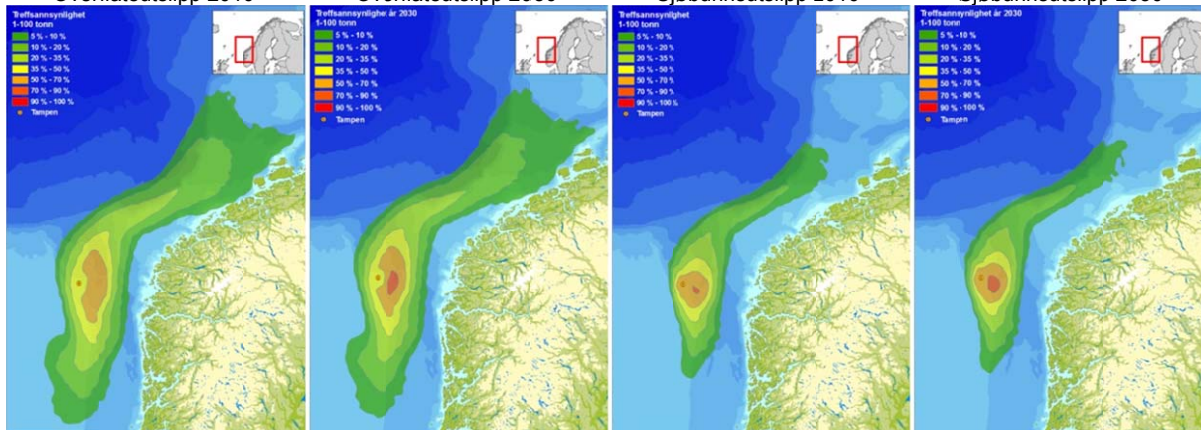 Treffsannsynlighet
1-100 tonn
5 % - 10 %
10 % - 20 %
20 % - 35 %
35 % - 50 %
50 % - 70 %
70 % - 90 %
90 % - 100 %
Tampen
Treffsannsynlighet år 2030
1-100 tonn
5 % - 10 %
10 % - 20 %
20 % - 35 %
35 % - 50 %
50 % - 70 %
70 % - 90 %
90 % - 100 %
Tampen
Treffsannsynlighet
1-100 tonn
5 % - 10 %
10 % - 20 %
20 % - 35 %
35 % - 50 %
50 % - 70 %
70 % - 90 %
90 % - 100 %
Tampen
Treffsannsynlighet år 2030
1-100 tonn
5 % - 10 %
10 % - 20 %
20 % - 35 %
35 % - 50 %
50 % - 70 %
70 % - 90 %
90 % - 100 %
Tampen